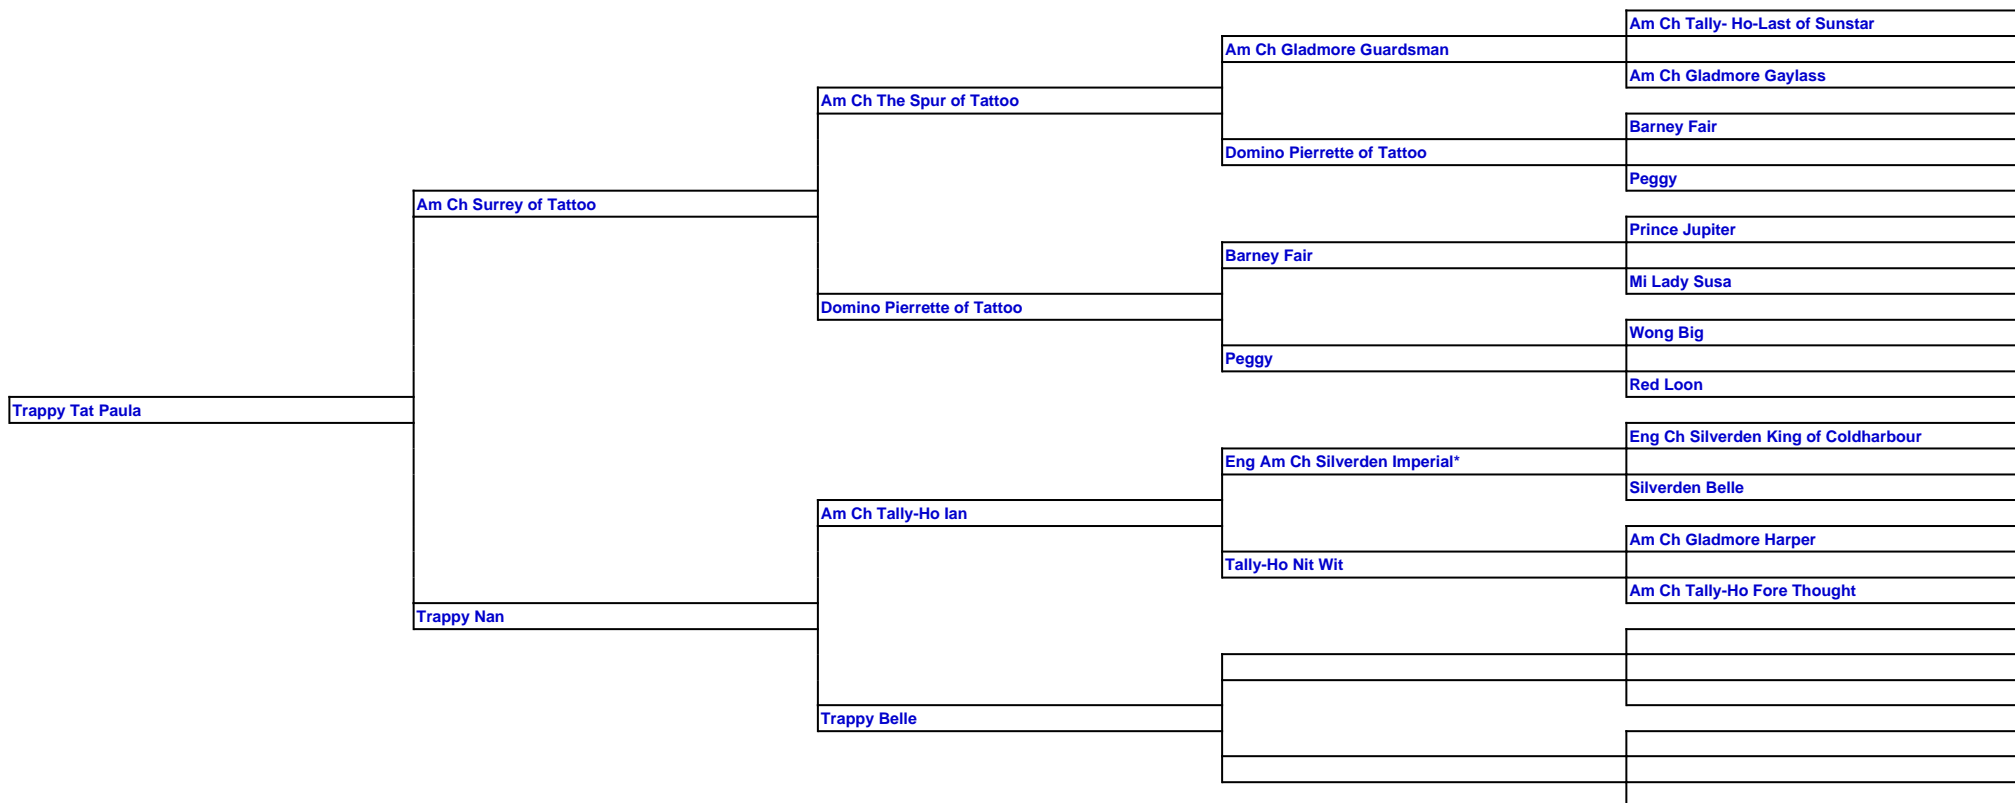 Am Ch Tally- Ho-Last of Sunstar
Am Ch Gladmore Guardsman
Am Ch Gladmore Gaylass
Am Ch The Spur of Tattoo
Barney Fair
Domino Pierrette of Tattoo
Peggy
Am Ch Surrey of Tattoo
Prince Jupiter
Barney Fair
Mi Lady Susa
Domino Pierrette of Tattoo
Wong Big
Peggy
Red Loon
Trappy Tat Paula
Eng Ch Silverden King of Coldharbour
Eng Am Ch Silverden Imperial*
Silverden Belle
Am Ch Tally-Ho Ian
Am Ch Gladmore Harper
Tally-Ho Nit Wit
Am Ch Tally-Ho Fore Thought
Trappy Nan
Trappy Belle